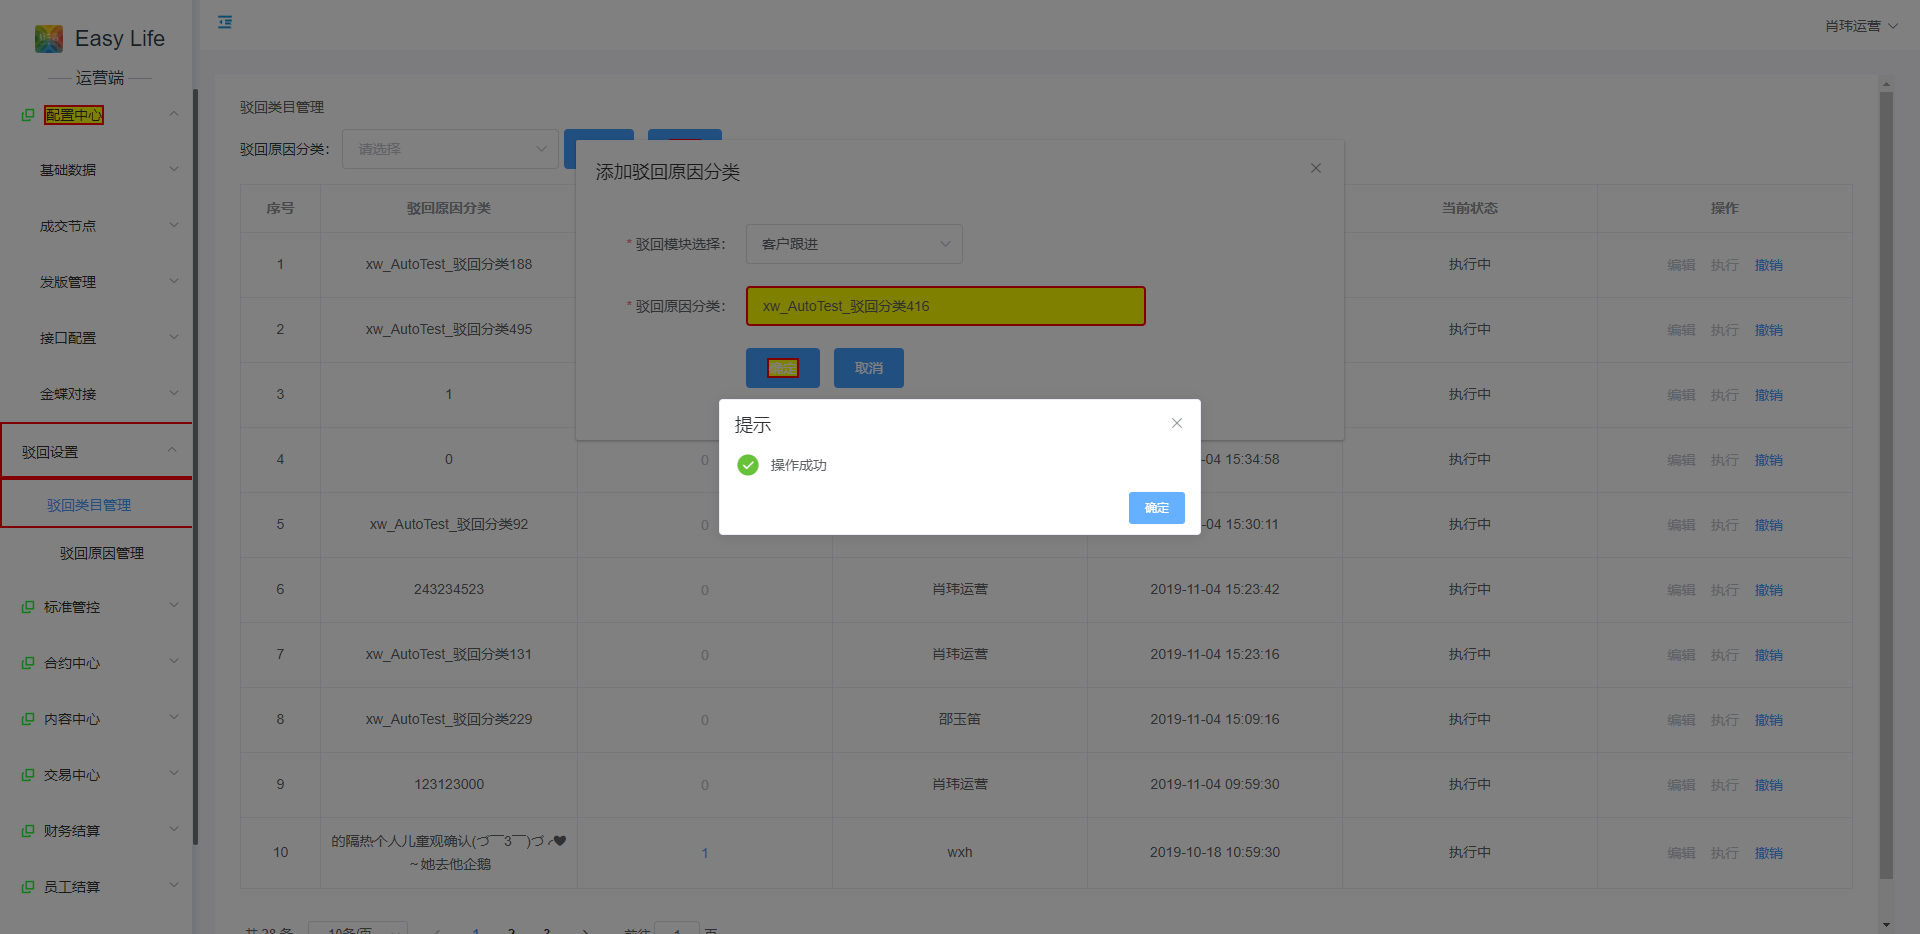 Easy Life
运营端
肖玮运营
配置中心
基础数据
成交节点
发版管理
接口配置
金蝶对接
驳回设置
驳回类目管理
驳回原因管理
标准管控
合约中心
内容中心
交易中心
财务结算
员工结算
驳回类目管理
驳回原因分类： 请选择
序号 驳回原因分类 当前状态 操作
1 xw_AutoTest_驳回分类188 执行中 编辑 执行 撤销
2 xw_AutoTest_驳回分类495 执行中 编辑 执行 撤销
3 1 执行中 编辑 执行 撤销
4 0 0 -04 15:34:58 执行中 编辑 执行 撤销
5 xw_AutoTest_驳回分类92 0 -04 15:30:11 执行中 编辑 执行 撤销
6 243234523 0 肖玮运营 2019-11-04 15:23:42 执行中 编辑 执行 撤销
7 xw_AutoTest_驳回分类131 0 肖玮运营 2019-11-04 15:23:16 执行中 编辑 执行 撤销
8 xw_AutoTest_驳回分类229 0 邵玉笛 2019-11-04 15:09:16 执行中 编辑 执行 撤销
9 123123000 0 肖玮运营 2019-11-04 09:59:30 执行中 编辑 执行 撤销
10 的隔热个人儿童观确认(づ￣3￣)づ╭❤
～她去他企鹅 1 wxh 2019-10-18 10:59:30 执行中 编辑 执行 撤销
共 28 条 10条/页 1 2 3 前往 1 页
添加驳回原因分类
* 驳回模块选择： 客户跟进
* 驳回原因分类： xw_AutoTest_驳回分类416
确定 取消
提示
操作成功
确定